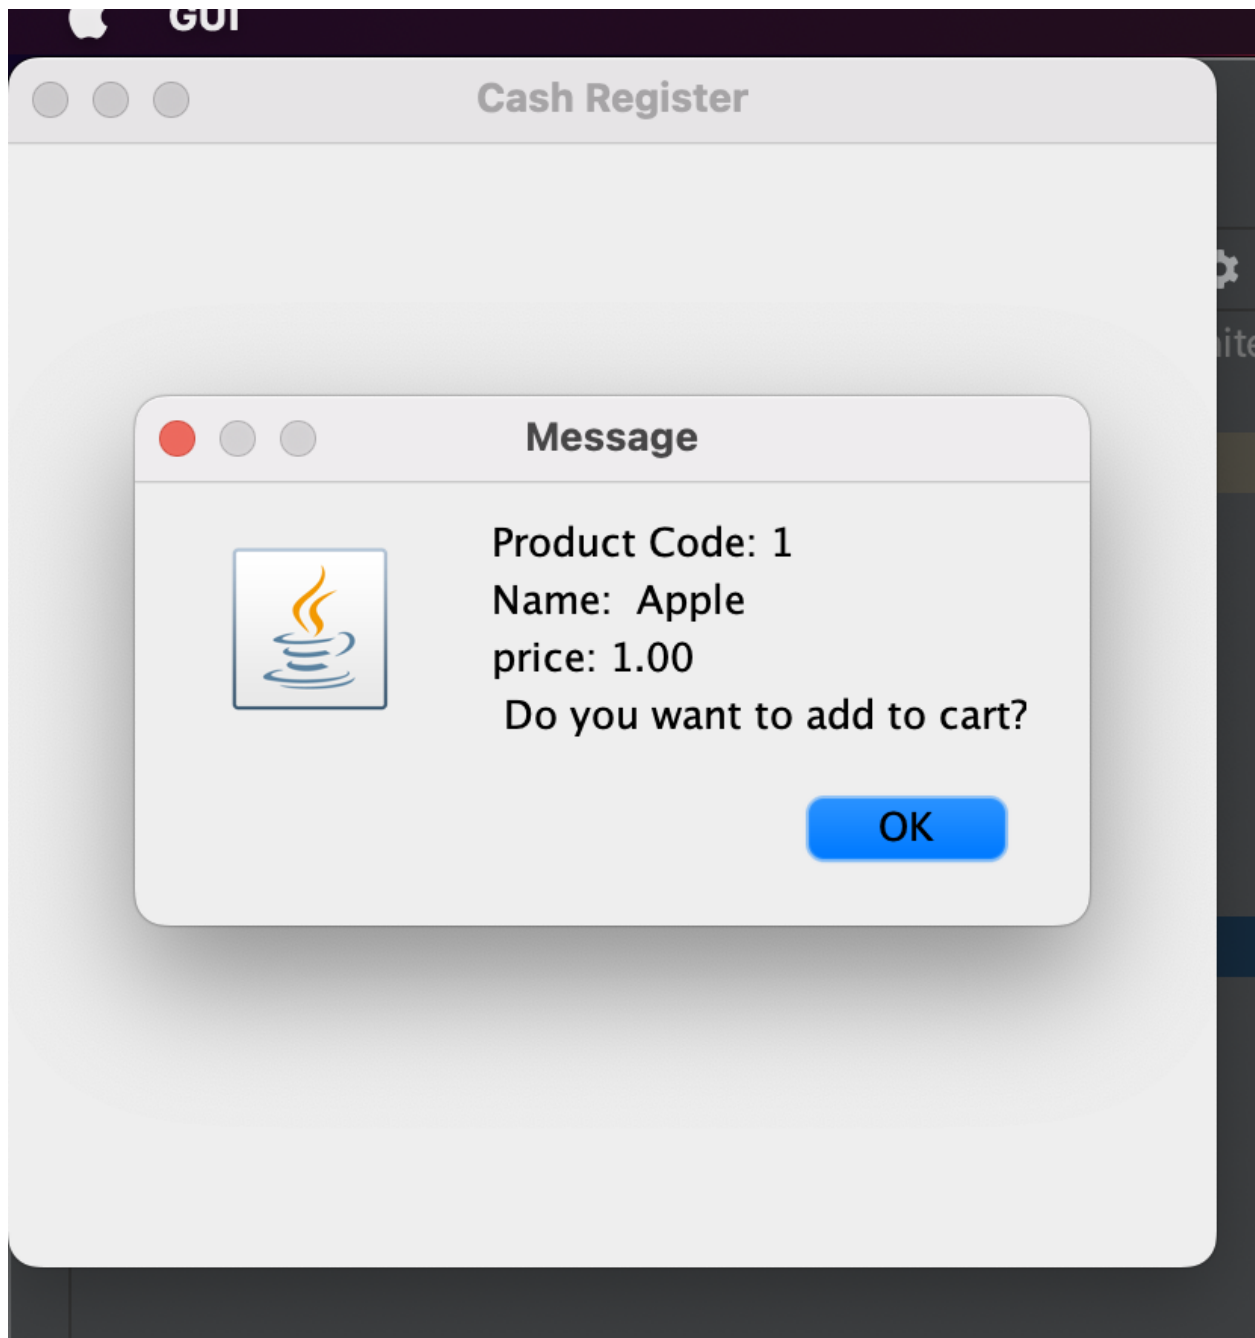 GUI
Cash Register
Message
Product Code: 1
Name:  Apple
price: 1.00
Do you want to add to cart?
OK